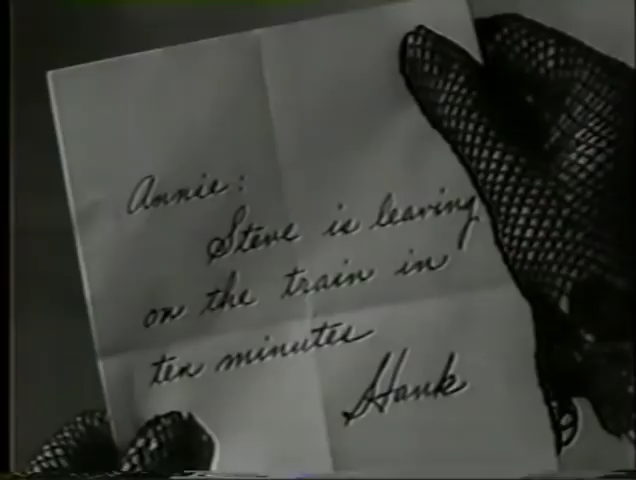 Annie:
Steve is leaving
on the train in
ten minutes
Hank